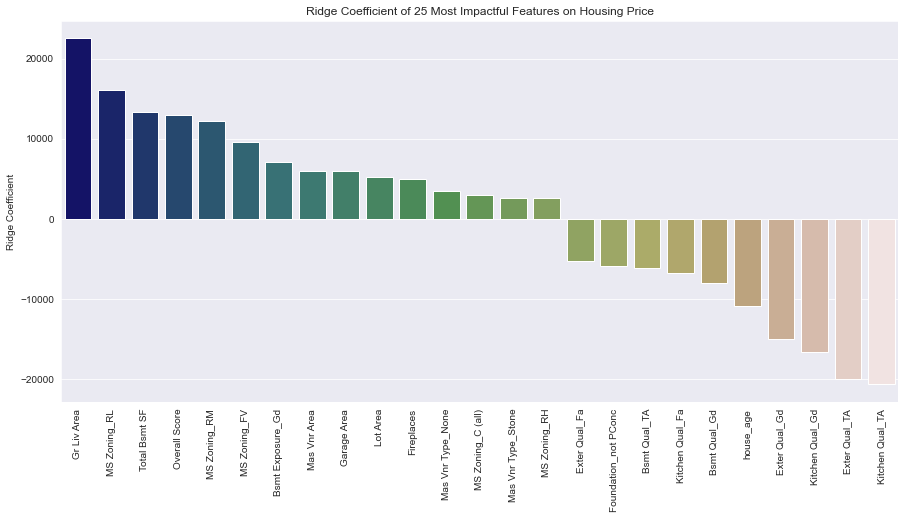 Ridge Coefficient of 25 Most Impactful Features on Housing Price
Ridge Coefficient
20000
10000
0
−10000
−20000
Gr Liv Area
MS Zoning_RL
Total Bsmt SF
Overall Score
MS Zoning_RM
MS Zoning_FV
Bsmt Exposure_Gd
Mas Vnr Area
Garage Area
Lot Area
Fireplaces
Mas Vnr Type_None
MS Zoning_C (all)
Mas Vnr Type_Stone
MS Zoning_RH
Exter Qual_Fa
Foundation_not PConc
Bsmt Qual_TA
Kitchen Qual_Fa
Bsmt Qual_Gd
house_age
Exter Qual_Gd
Kitchen Qual_Gd
Exter Qual_TA
Kitchen Qual_TA